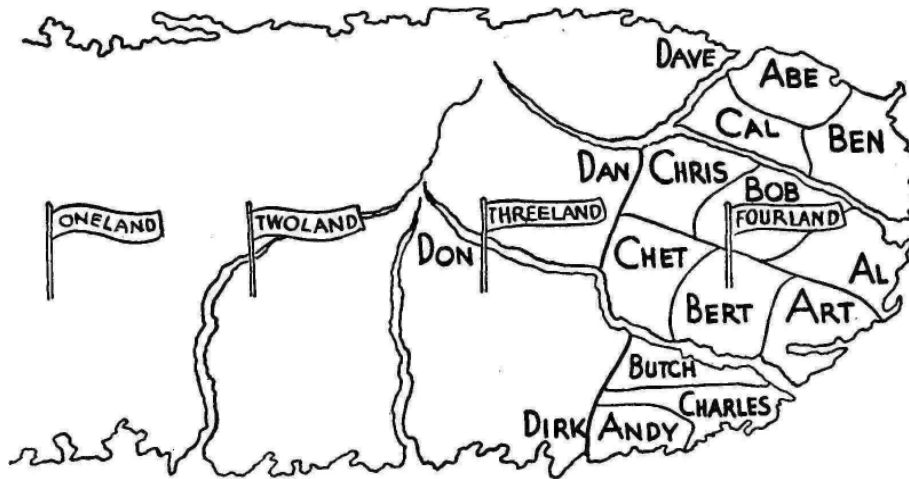 DAVE
ABE
CAL
BEN
DAN
CHRIS
BOB
ONELAND
TWOLAND
THREELAND
FOURLAND
DON
CHET
AL
BERT
ART
BUTCH
CHARLES
DIRK
ANDY